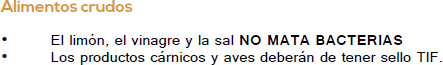 Alimentos crudos
• El limón, el vinagre y la sal NO MATA BACTERIAS
• Los productos cárnicos y aves deberán de tener sello TIF.